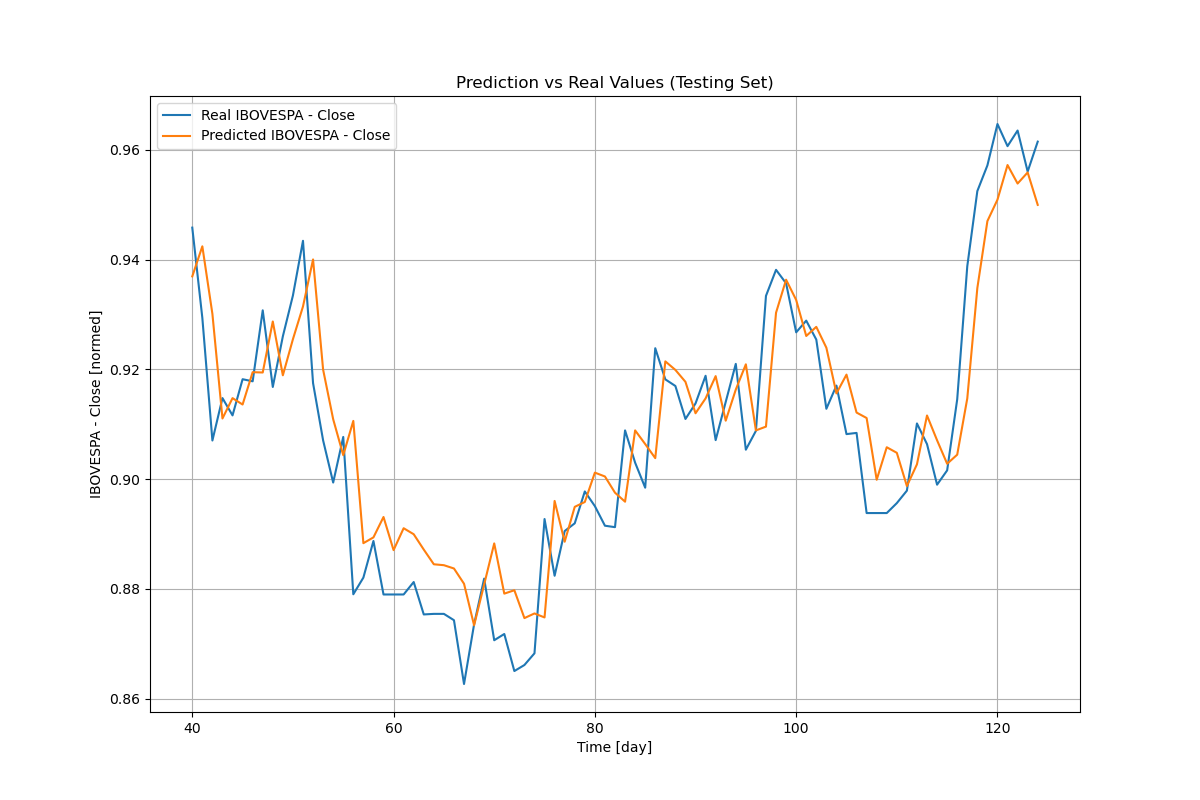 Prediction vs Real Values (Testing Set)
Real IBOVESPA - Close
Predicted IBOVESPA - Close
IBOVESPA - Close [normed]
0.96
0.94
0.92
0.90
0.88
0.86
40 60 80 100 120
Time [day]